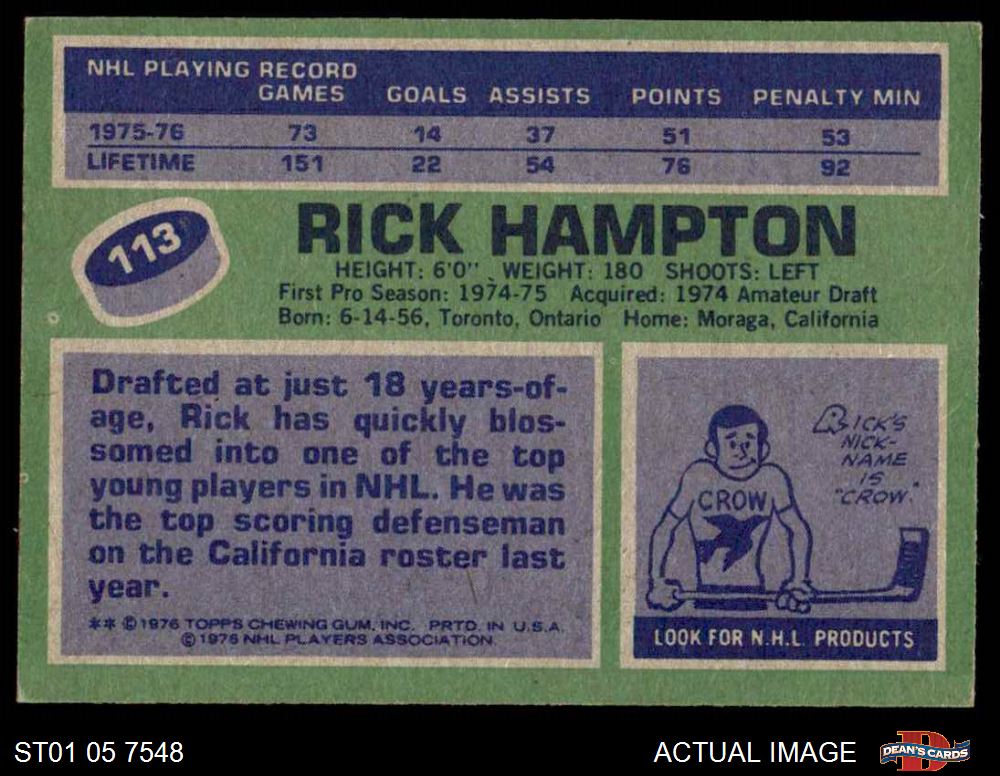 NHL PLAYING RECORD
GAMES GOALS ASSISTS POINTS PENALTY MIN
1975-76 73 14 37 51 53
LIFETIME 151 22 54 76 92
113
RICK HAMPTON
HEIGHT: 6'0" WEIGHT: 180 SHOOTS: LEFT
First Pro Season: 1974-75 Acquired: 1974 Amateur Draft
Born: 6-14-56, Toronto, Ontario Home: Moraga, California
Drafted at just 18 years-of-
age, Rick has quickly blos-
somed into one of the top
young players in NHL. He was
the top scoring defenseman
on the California roster last
year.
** © 1976 TOPPS CHEWING GUM, INC. PRTD. IN U.S.A.
© 1976 NHL PLAYERS ASSOCIATION.
RICK'S
NICK-
NAME
IS
"CROW."
CROW
LOOK FOR N.H.L. PRODUCTS
ST01 05 7548
ACTUAL IMAGE
D
DEAN'S CARDS